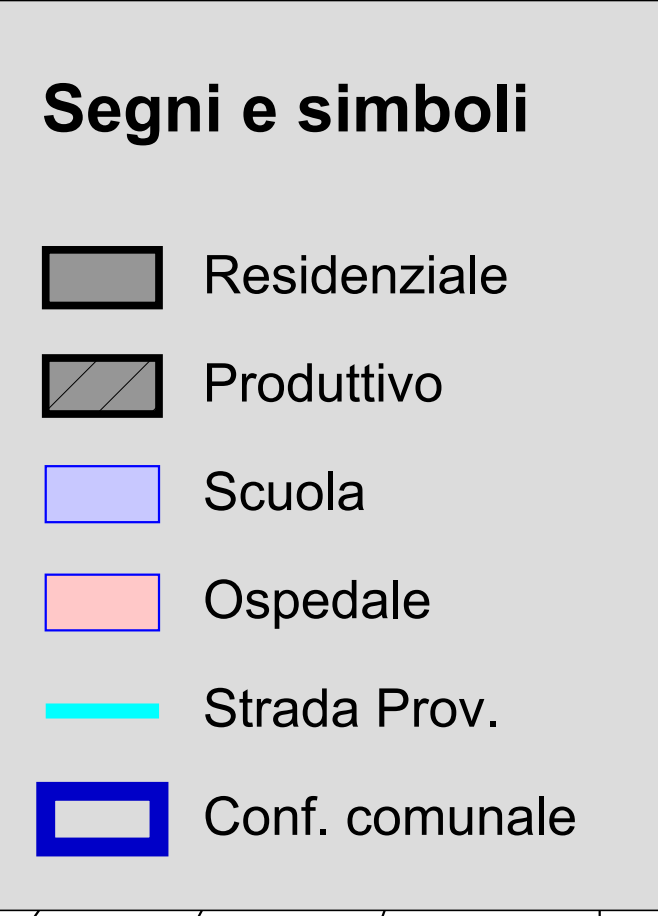 Segni e simboli
Residenziale
Produttivo
Scuola
Ospedale
Strada Prov.
Conf. comunale